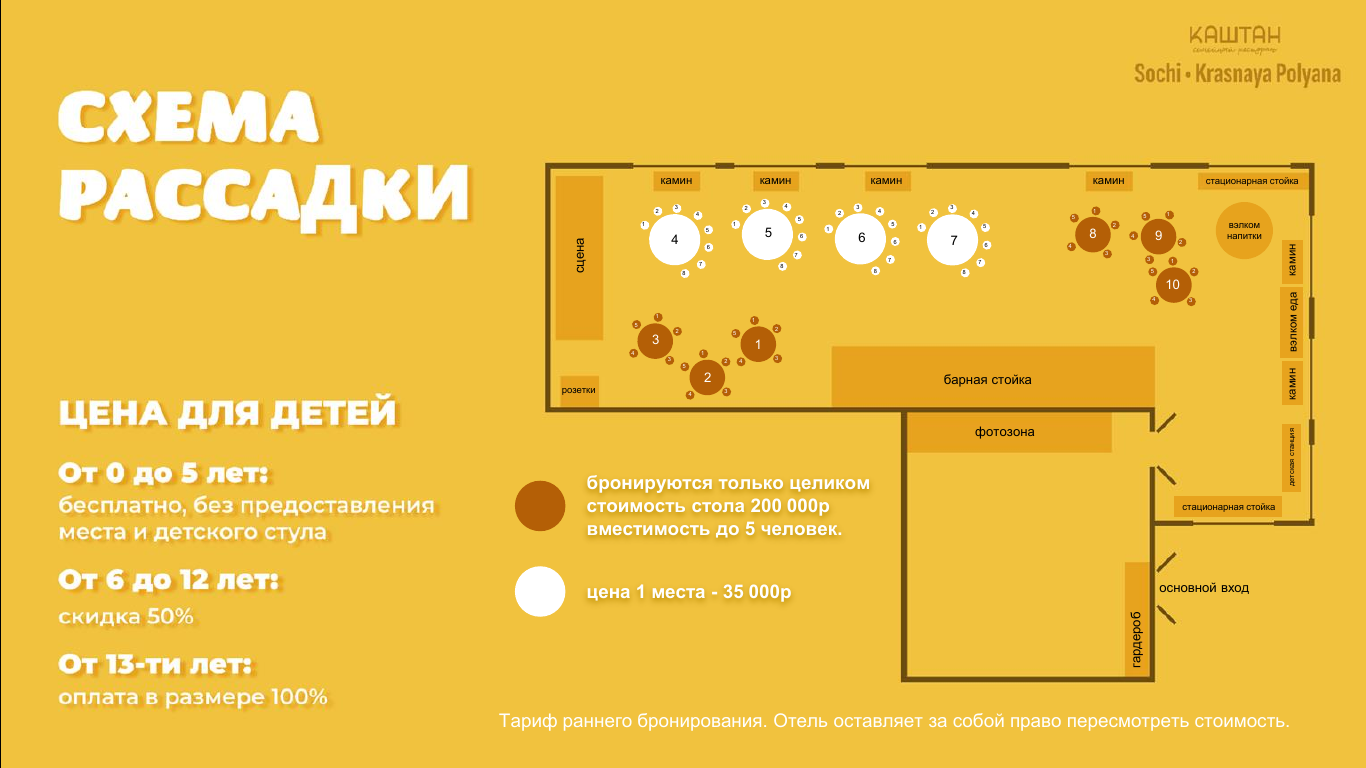 КАШТАН
Sochi • Krasnaya Polyana
СХЕМА
РАССАДКИ
ЦЕНА ДЛЯ ДЕТЕЙ
От 0 до 5 лет:
бесплатно, без предоставления
места и детского стула
От 6 до 12 лет:
скидка 50%
От 13-ти лет:
оплата в размере 100%
камин
камин
камин
камин
стационарная стойка
сцена
4
5
6
7
8
9
10
вэлком
напитки
камин
вэлком еда
камин
детская станция
стационарная стойка
3
2
1
розетки
барная стойка
фотозона
гардероб
основной вход
бронируются только целиком
стоимость стола 200 000р
вместимость до 5 человек.
цена 1 места - 35 000р
Тариф раннего бронирования. Отель оставляет за собой право пересмотреть стоимость.